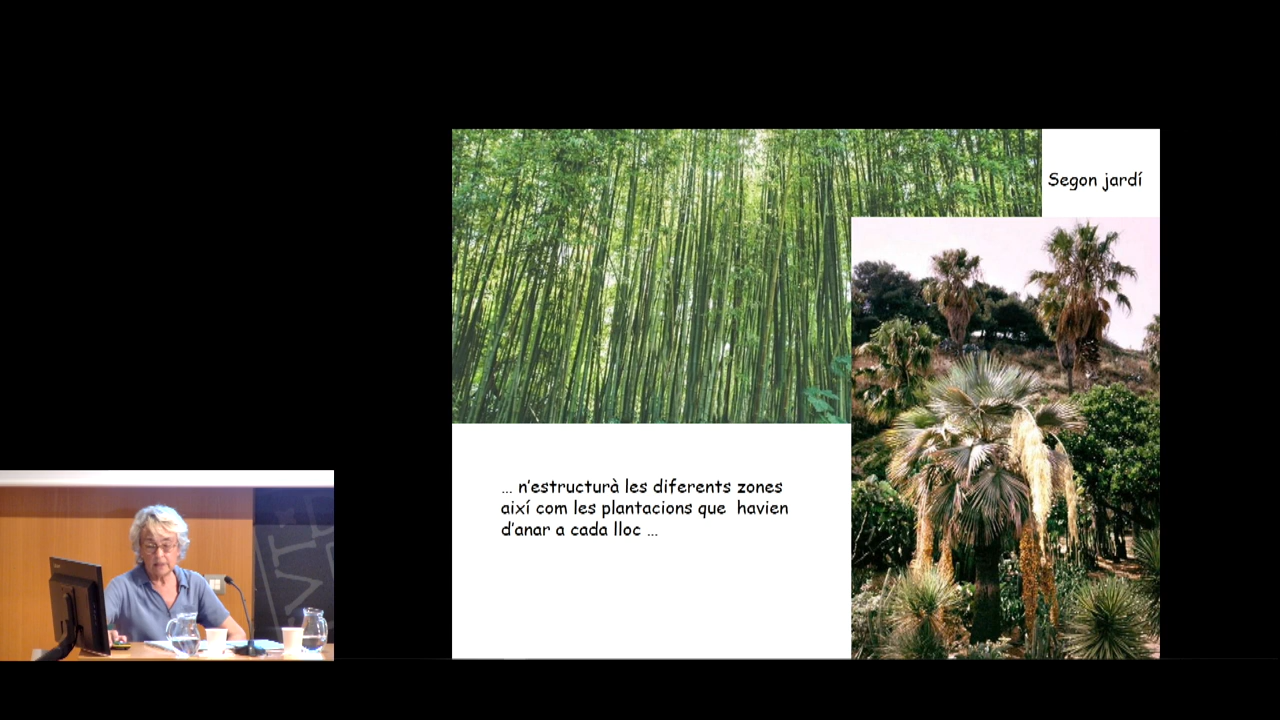 Segon jardí
... n'estructurà les diferents zones
així com les plantacions que havien
d'anar a cada lloc ...